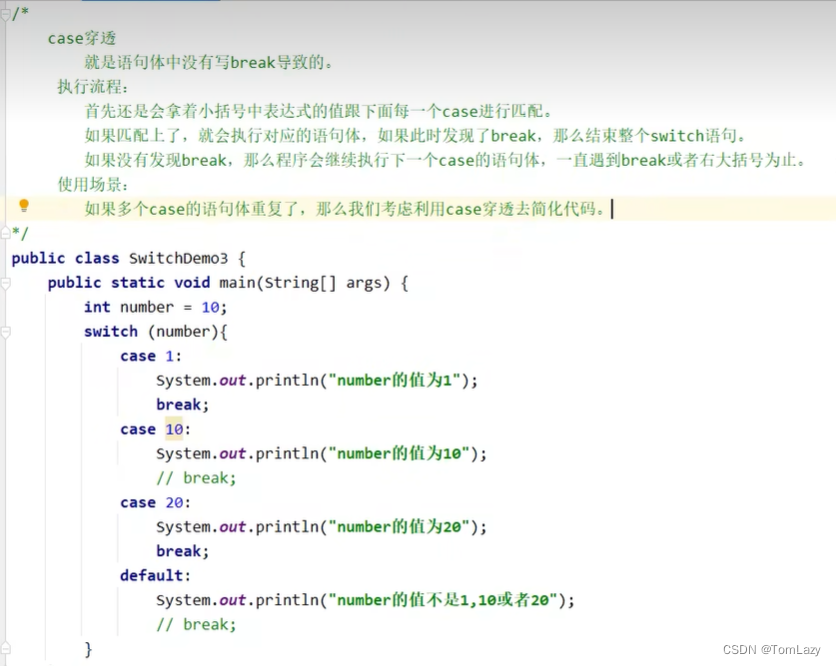 /*
case穿透
就是语句体中没有写break导致的。
执行流程：
首先还是会拿着小括号中表达式的值跟下面每一个case进行匹配。
如果匹配上了，就会执行对应的语句体，如果此时发现了break，那么结束整个switch语句。
如果没有发现break，那么程序会继续执行下一个case的语句体，一直遇到break或者右大括号为止。
使用场景：
如果多个case的语句体重复了，那么我们考虑利用case穿透去简化代码。
*/
public class SwitchDemo3 {
public static void main(String[] args) {
int number = 10;
switch (number){
case 1:
System.out.println("number的值为1");
break;
case 10:
System.out.println("number的值为10");
// break;
case 20:
System.out.println("number的值为20");
break;
default:
System.out.println("number的值不是1,10或者20");
// break;
}
CSDN @TomLazy